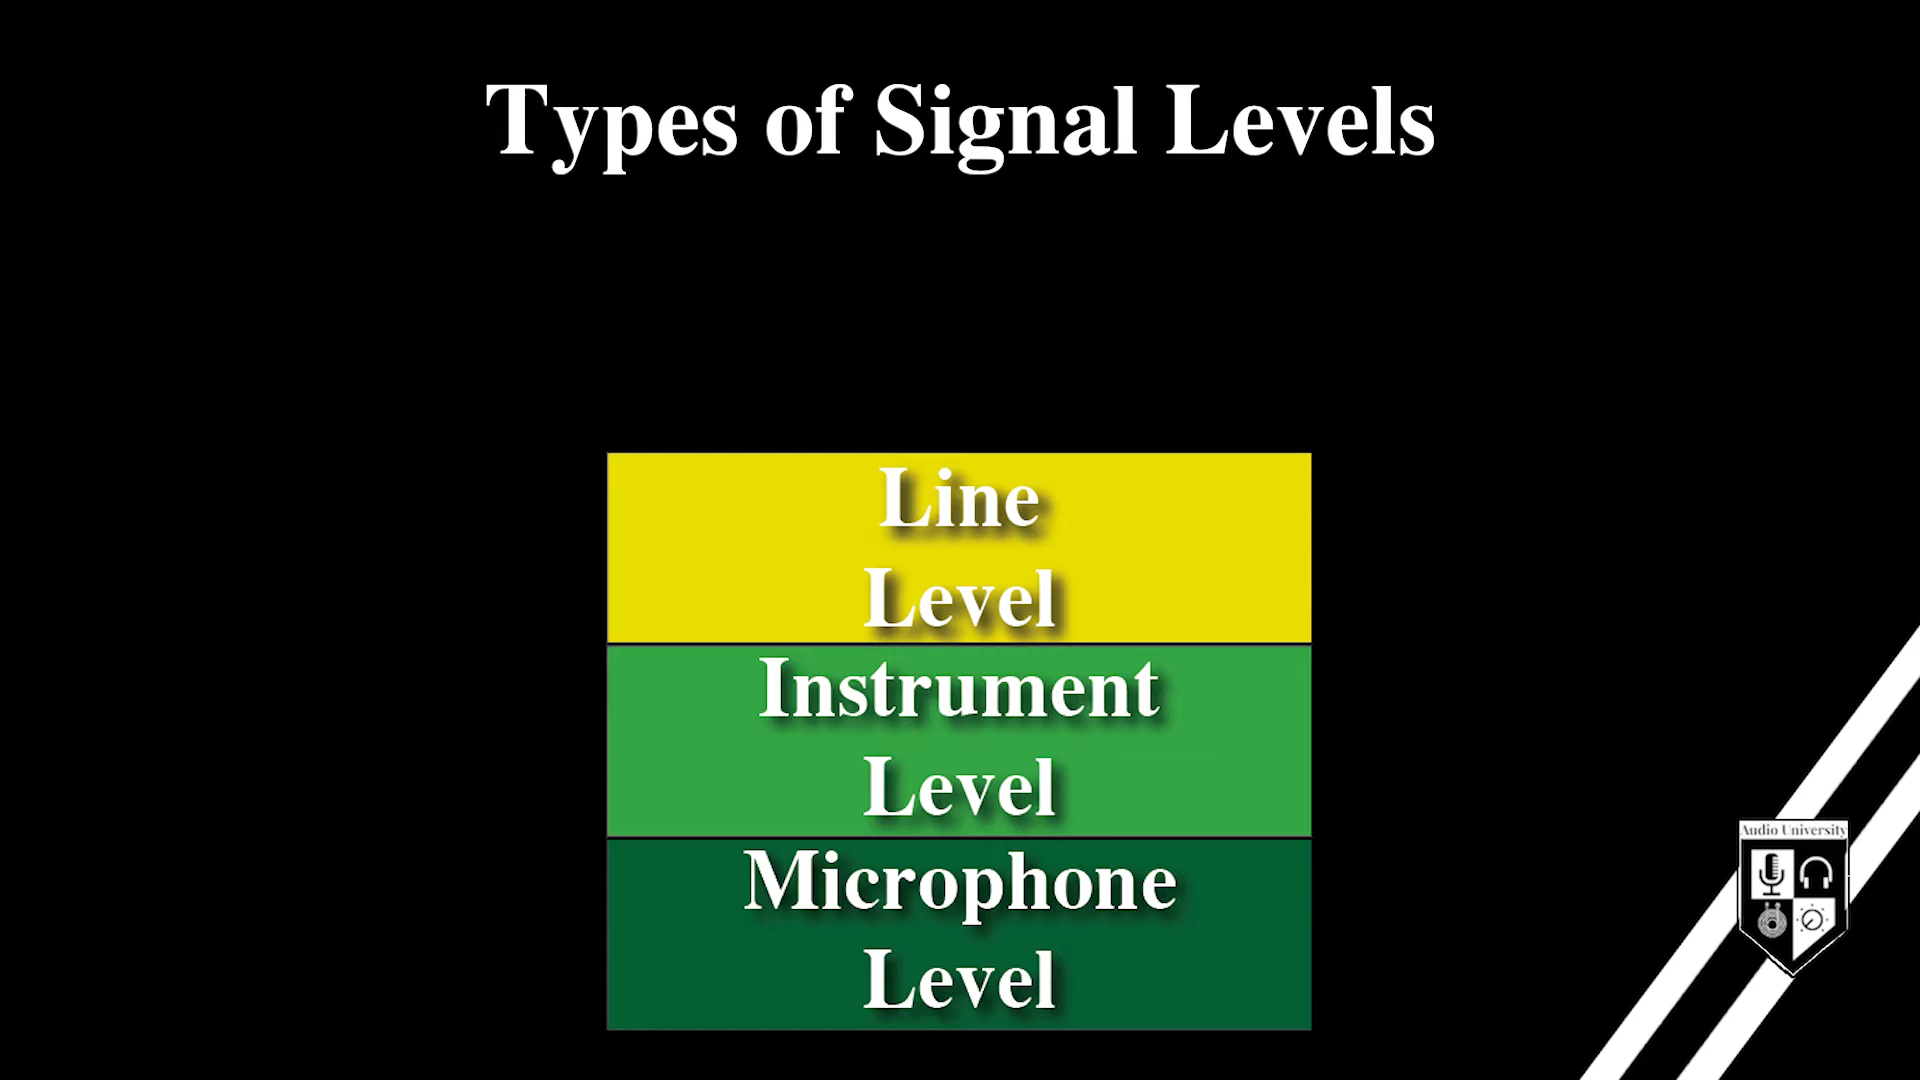 Types of Signal Levels
Line
Level
Instrument
Level
Microphone
Level
Audio University